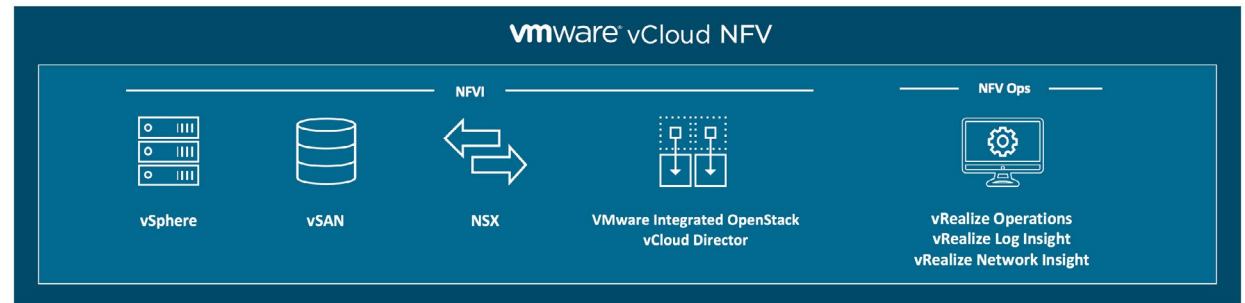 vmware® vCloud NFV
NFVI
NFV Ops
vSphere
vSAN
NSX
VMware Integrated OpenStack
vCloud Director
vRealize Operations
vRealize Log Insight
vRealize Network Insight